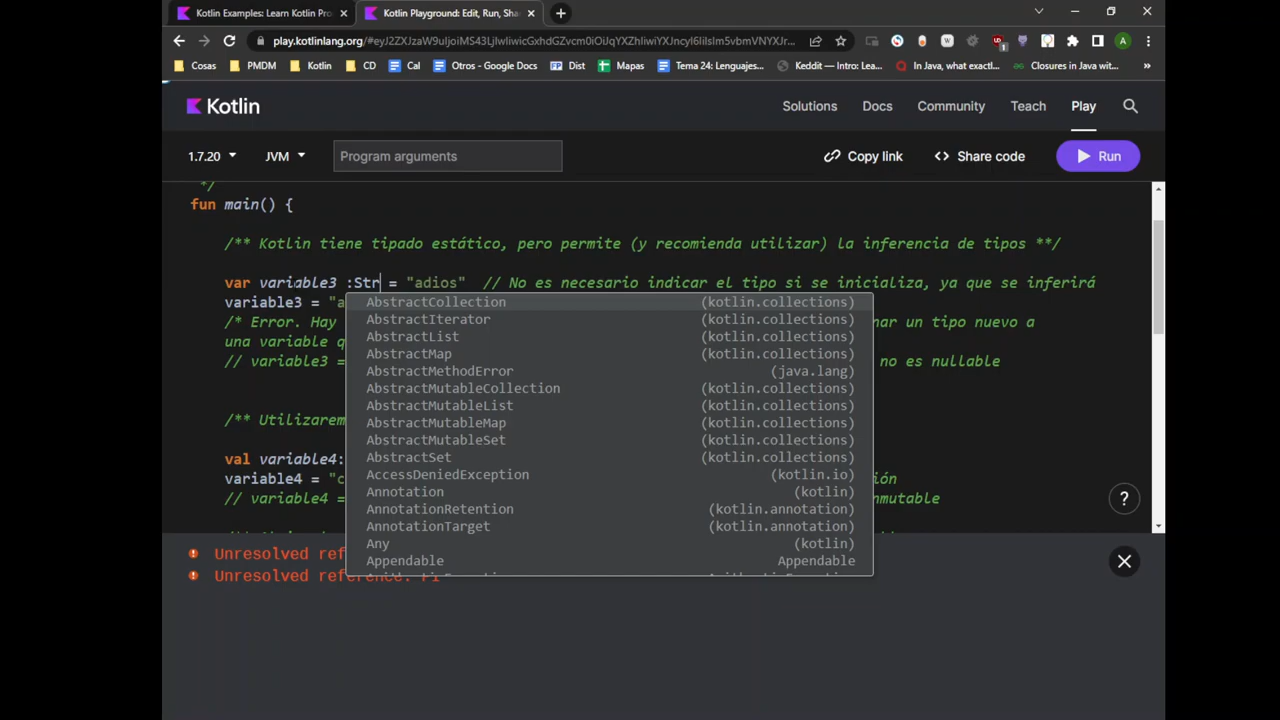 Kotlin Examples: Learn Kotlin Pro
Kotlin Playground: Edit, Run, Sha
play.kotlinlang.org/#eyJ2ZXJzaW9uIjoiMS43LjIwIiwicGxhdGZvcm0iOiJqYXZhIiwiYXJncyI6IiIsIm5vbmVNYXJr...
Cosas PMDM Kotlin CD Cal Otros - Google Docs Dist Mapas Tema 24: Lenguajes... Keddit — Intro: Lea... In Java, what exactl... Closures in Java wit... »
Kotlin Solutions Docs Community Teach Play
1.7.20 JVM Program arguments Copy link Share code Run
*/
fun main() {
/** Kotlin tiene tipado estático, pero permite (y recomienda utilizar) la inferencia de tipos **/
var variable3 :Str = "adios" // No es necesario indicar el tipo si se inicializa, ya que se inferirá
variable3 = "a
/* Error. Hay nar un tipo nuevo a
una variable q
// variable3 = no es nullable
/** Utilizarem
val variable4:
variable4 = "c ión
// variable4 = nmutable
AbstractCollection (kotlin.collections)
AbstractIterator (kotlin.collections)
AbstractList (kotlin.collections)
AbstractMap (kotlin.collections)
AbstractMethodError (java.lang)
AbstractMutableCollection (kotlin.collections)
AbstractMutableList (kotlin.collections)
AbstractMutableMap (kotlin.collections)
AbstractMutableSet (kotlin.collections)
AbstractSet (kotlin.collections)
AccessDeniedException (kotlin.io)
Annotation (kotlin)
AnnotationRetention (kotlin.annotation)
AnnotationTarget (kotlin.annotation)
Any (kotlin)
Appendable Appendable
?
Unresolved ref
Unresolved reference: PI